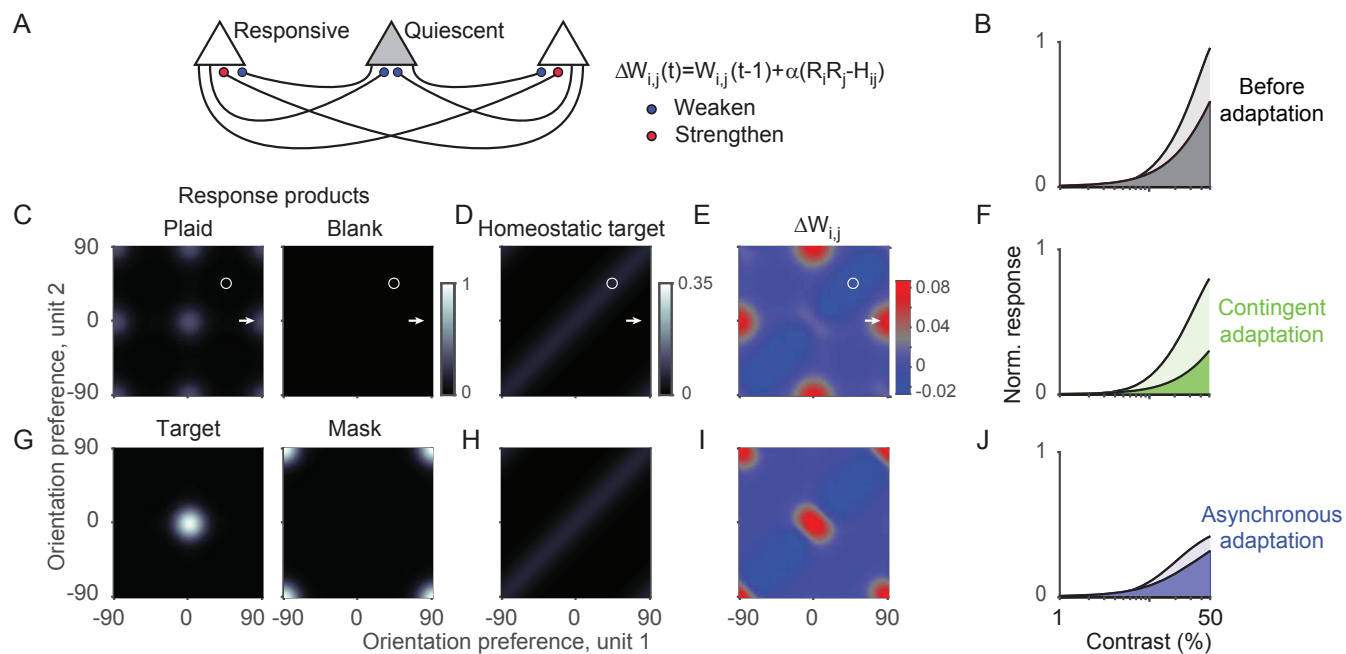 A
Responsive
Quiescent
ΔW_{i,j}(t)=W_{i,j}(t-1)+α(R_iR_j-H_{ij})
Weaken
Strengthen
B
1
0
Before
adaptation
Response products
C
Plaid
Blank
D
Homeostatic target
E
ΔW_{i,j}
F
90
0
-90
1
0
0.35
0
0.08
0.04
0
-0.02
1
0
Contingent
adaptation
Norm. response
Orientation preference, unit 2
G
Target
Mask
H
I
J
90
0
-90
-90
0
90
-90
0
90
-90
0
90
Orientation preference, unit 1
1
0
Asynchronous
adaptation
1
50
Contrast (%)